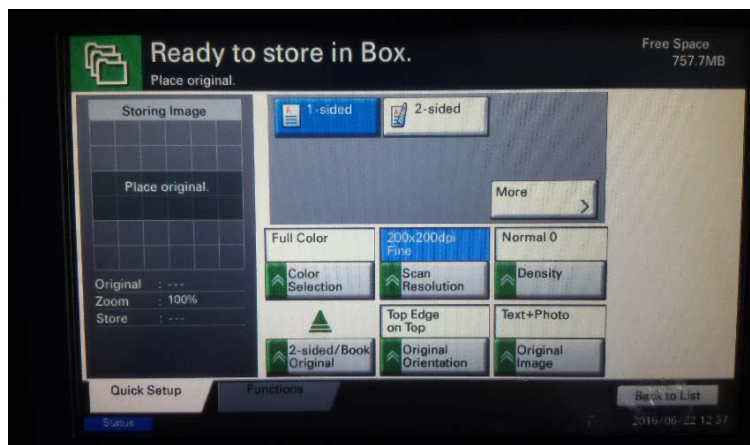 Ready to store in Box.
Place original.
Free Space
757.7MB
Storing Image
Place original.
Original : ---
Zoom : 100%
Store : ---
1-sided
2-sided
More
Full Color
Color
Selection
200x200dpi
Fine
Scan
Resolution
Normal 0
Density
2-sided/Book
Original
Top Edge
on Top
Original
Orientation
Text+Photo
Original
Image
Quick Setup
Functions
Back to List
Status
2016/06/22 12:37